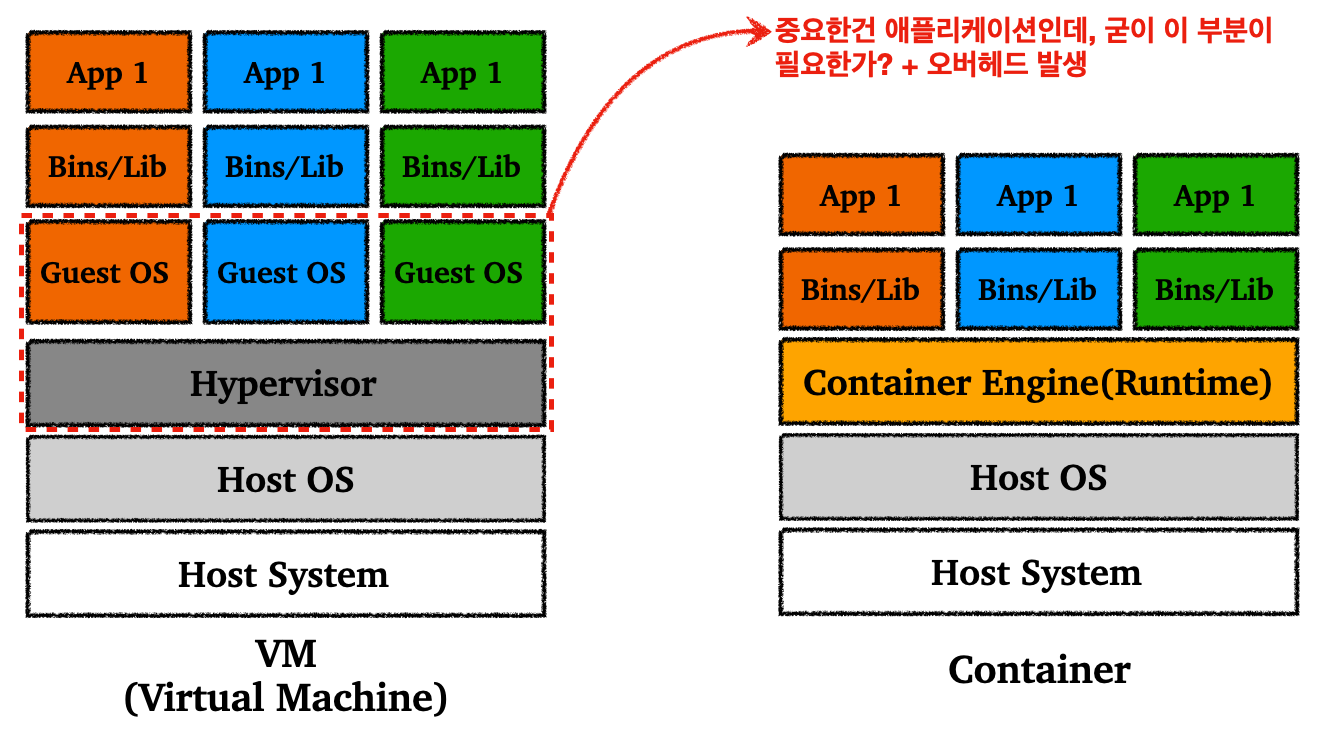 중요한건 애플리케이션인데, 굳이 이 부분이
필요한가? + 오버헤드 발생
App 1
App 1
App 1
Bins/Lib
Bins/Lib
Bins/Lib
Guest OS
Guest OS
Guest OS
Hypervisor
Host OS
Host System
VM
(Virtual Machine)
App 1
App 1
App 1
Bins/Lib
Bins/Lib
Bins/Lib
Container Engine(Runtime)
Host OS
Host System
Container